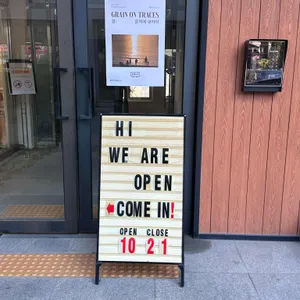 GRAIN ON TRACES
HI
WE ARE
OPEN
COME IN!
OPEN CLOSE
10 21